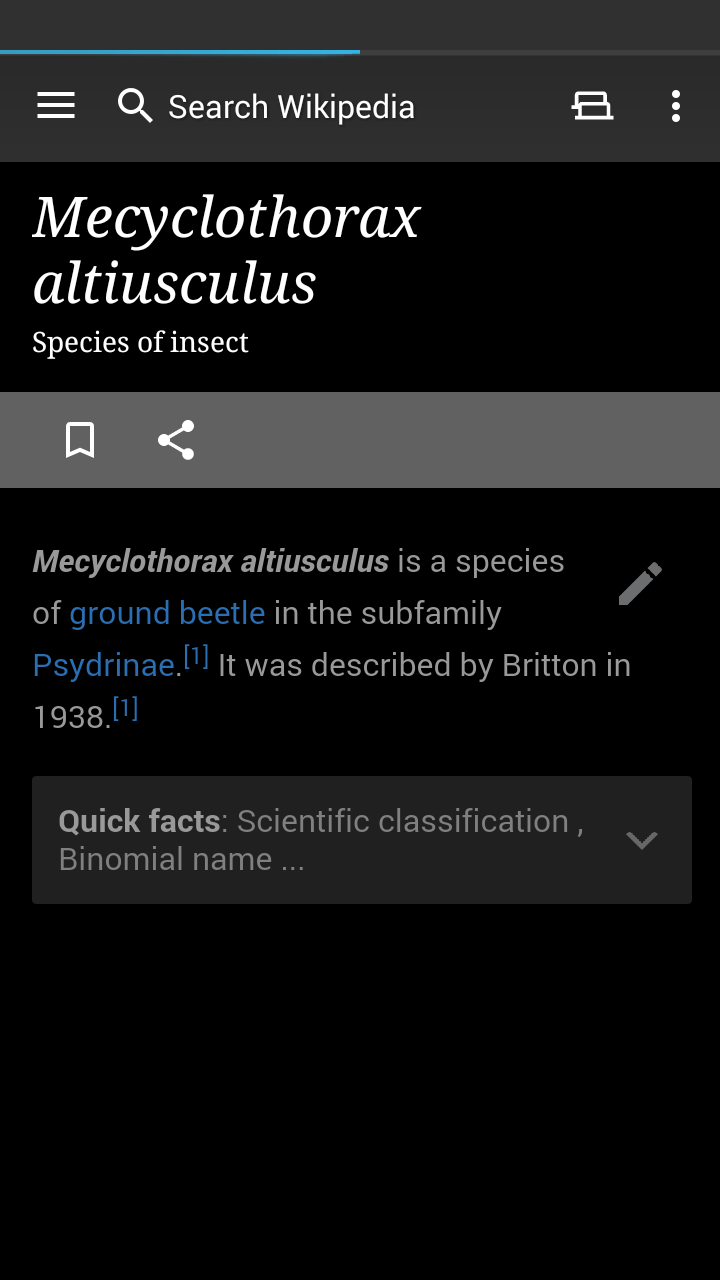 Search Wikipedia
Mecyclothorax
altiusculus
Species of insect
Mecyclothorax altiusculus is a species
of ground beetle in the subfamily
Psydrinae.[1] It was described by Britton in
1938.[1]
Quick facts: Scientific classification ,
Binomial name ...